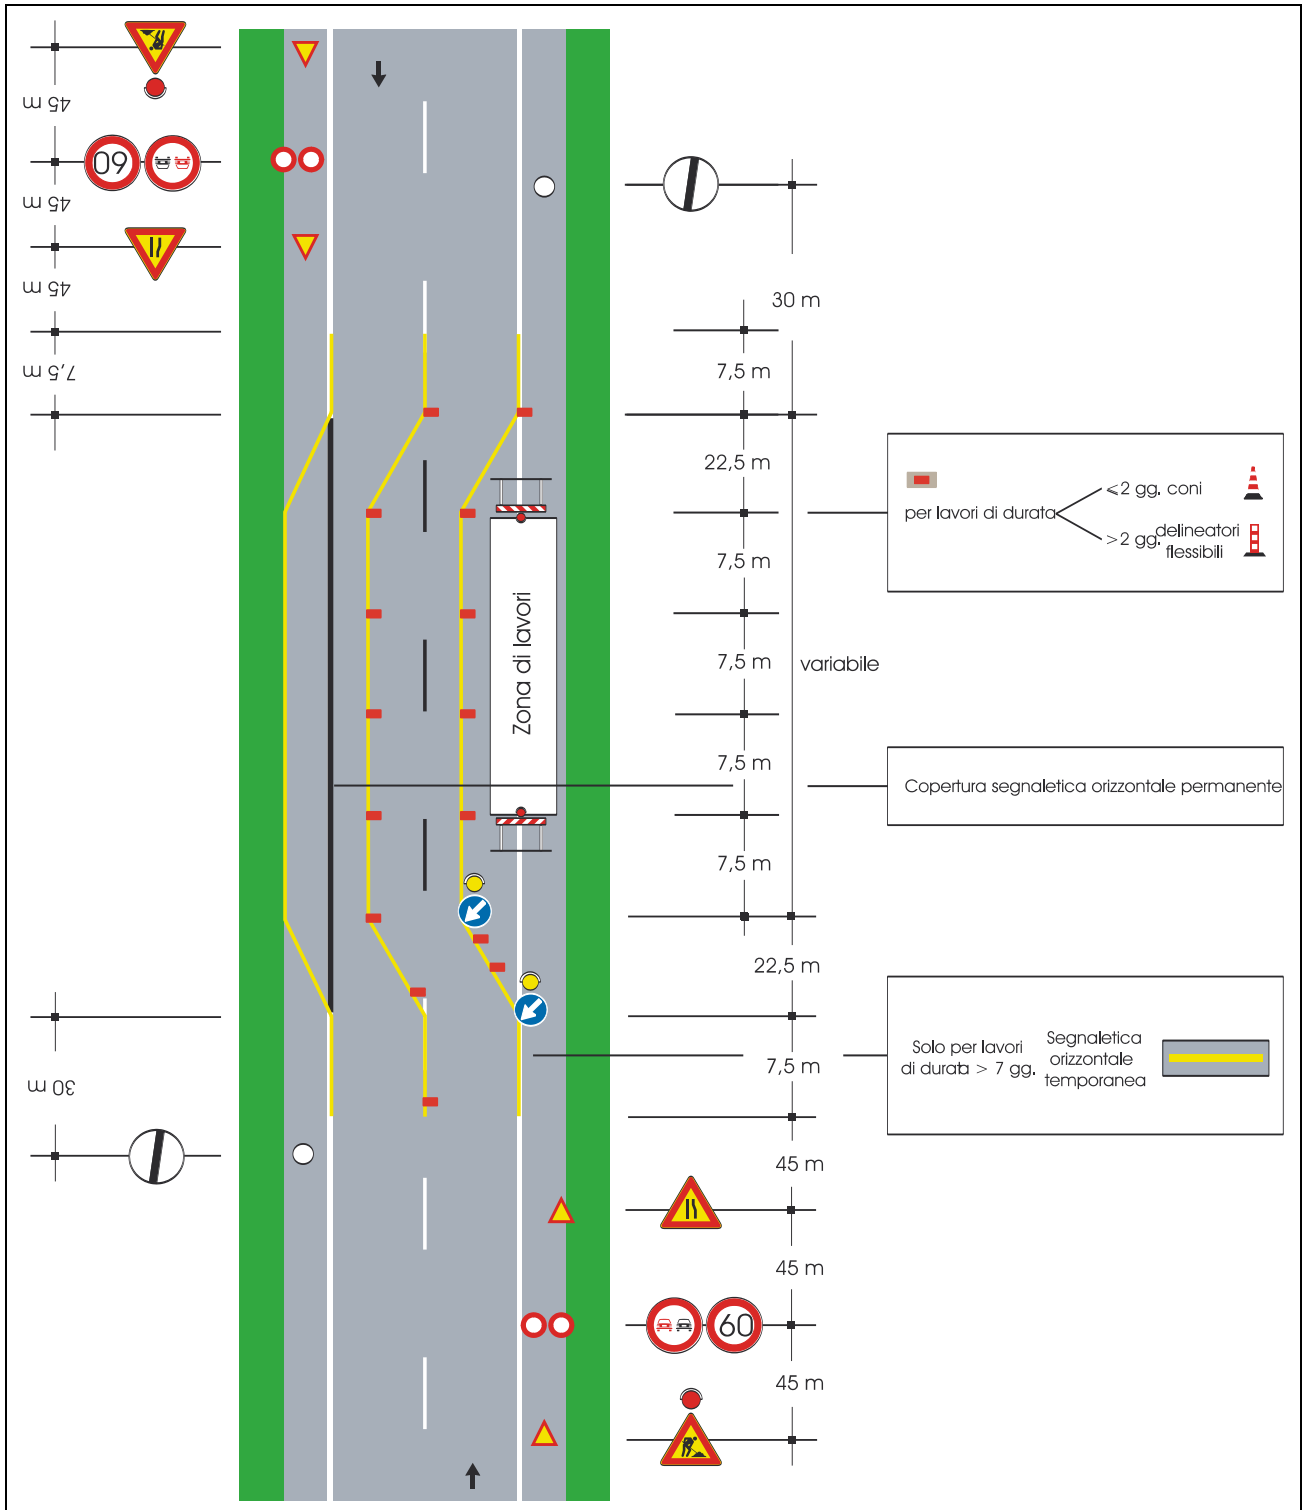 45 m
60
45 m
45 m
7,5 m
30 m
30 m
7,5 m
22,5 m
7,5 m
7,5 m
variabile
7,5 m
7,5 m
22,5 m
7,5 m
45 m
45 m
60
45 m
Zona di lavori
per lavori di durata
<2 gg. coni
>2 gg. delineatori
flessibili
Copertura segnaletica orizzontale permanente
Solo per lavori
di durata > 7 gg.
Segnaletica
orizzontale
temporanea